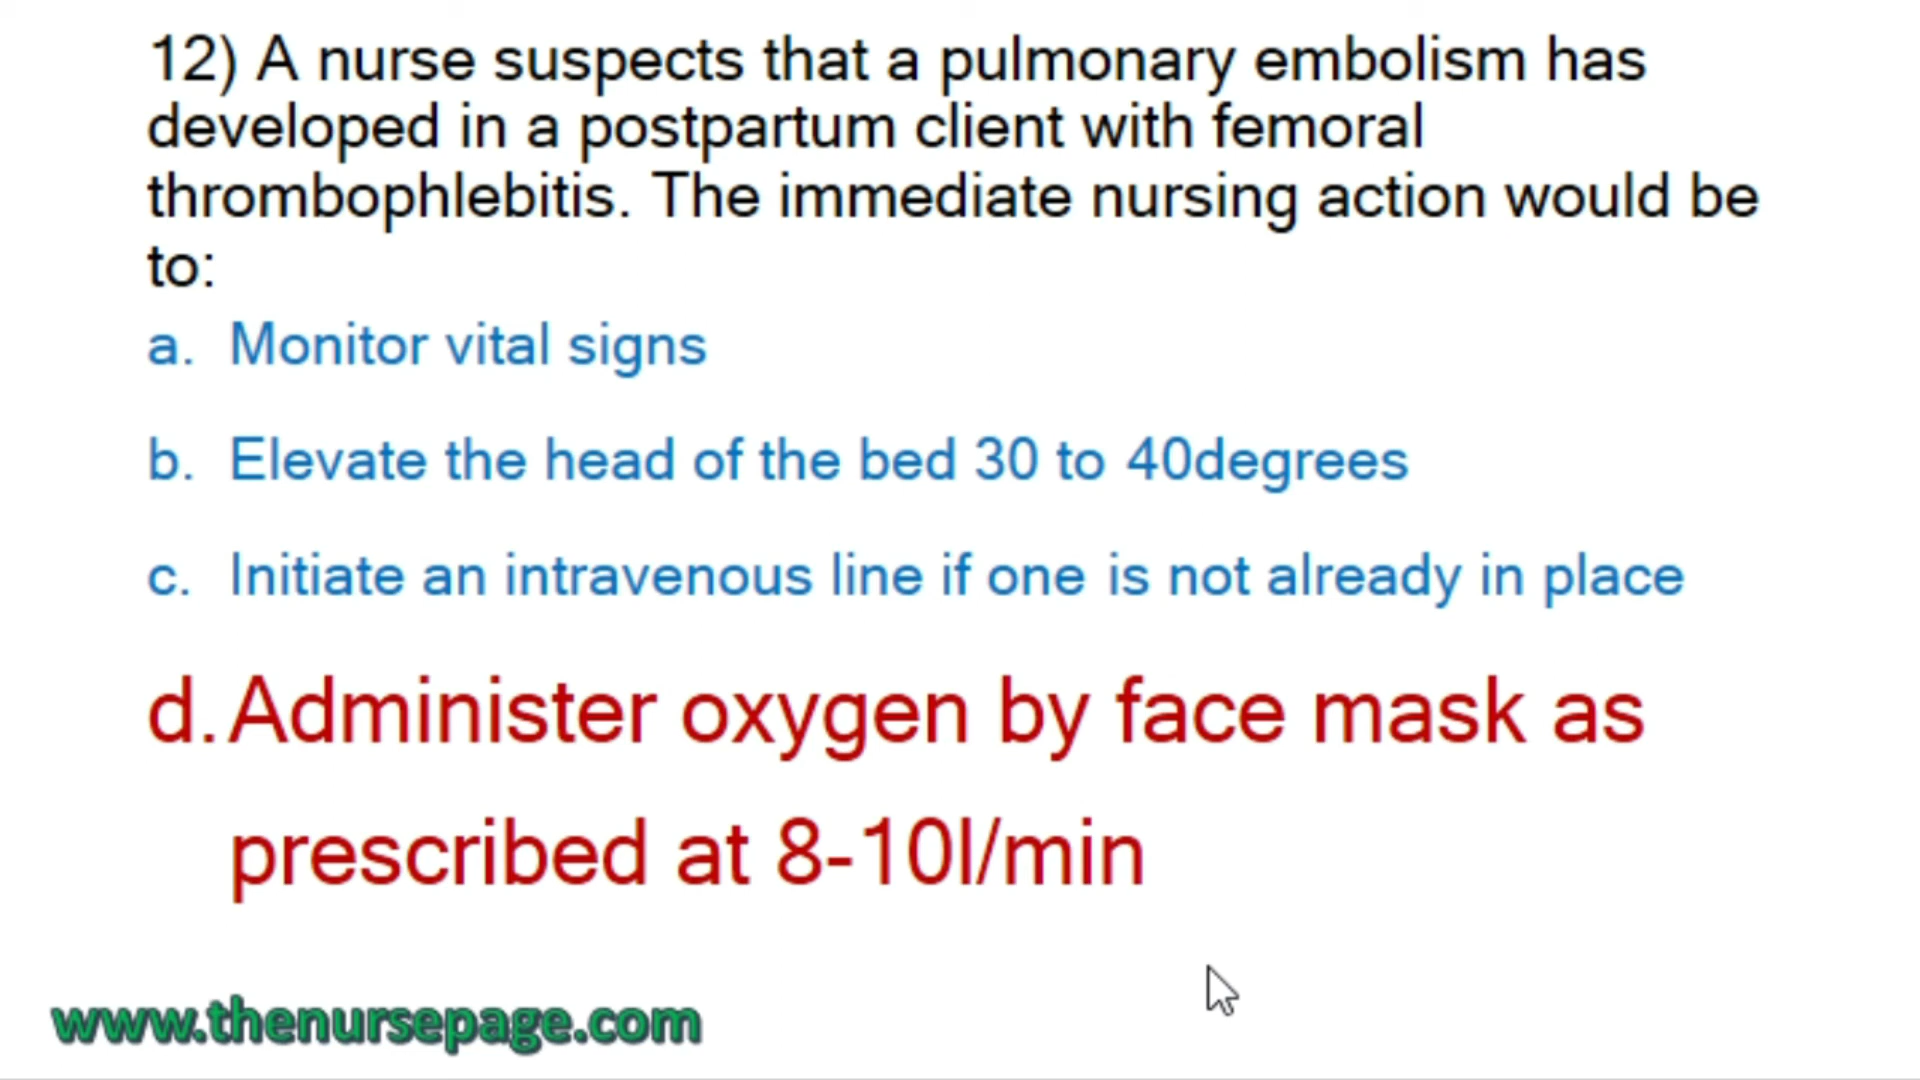 12) A nurse suspects that a pulmonary embolism has
developed in a postpartum client with femoral
thrombophlebitis. The immediate nursing action would be
to:
a. Monitor vital signs
b. Elevate the head of the bed 30 to 40degrees
c. Initiate an intravenous line if one is not already in place
d. Administer oxygen by face mask as
prescribed at 8-10l/min
www.thenursepage.com